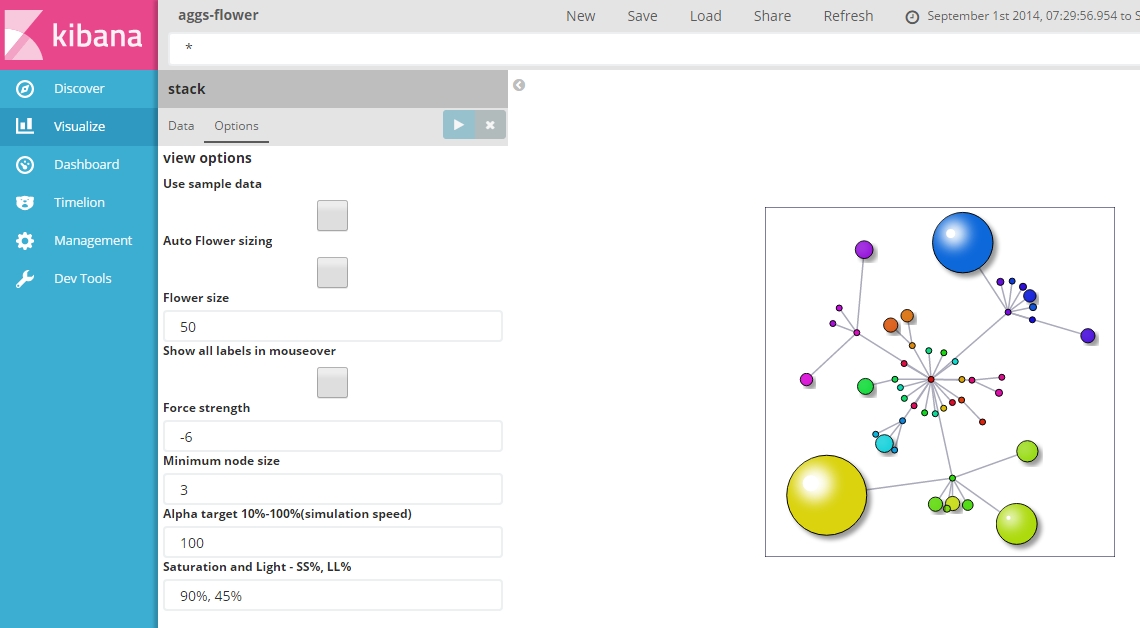 kibana
Discover
Visualize
Dashboard
Timelion
Management
Dev Tools
aggs-flower
New Save Load Share Refresh September 1st 2014, 07:29:56.954 to S
*
stack
Data Options
view options
Use sample data
Auto Flower sizing
Flower size
50
Show all labels in mouseover
Force strength
-6
Minimum node size
3
Alpha target 10%-100%(simulation speed)
100
Saturation and Light - SS%, LL%
90%, 45%